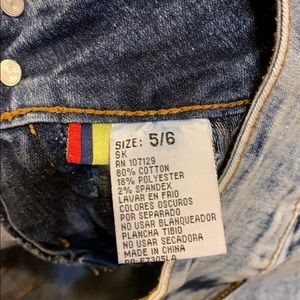 SIZE: 5/6
SK
RN 107129
80% COTTON
18% POLYESTER
2% SPANDEX
LAVAR EN FRIO
COLORES OSCUROS
POR SEPARADO
NO USAR BLANQUEADOR
PLANCHA TIBIO
NO USAR SECADORA
MADE IN CHINA